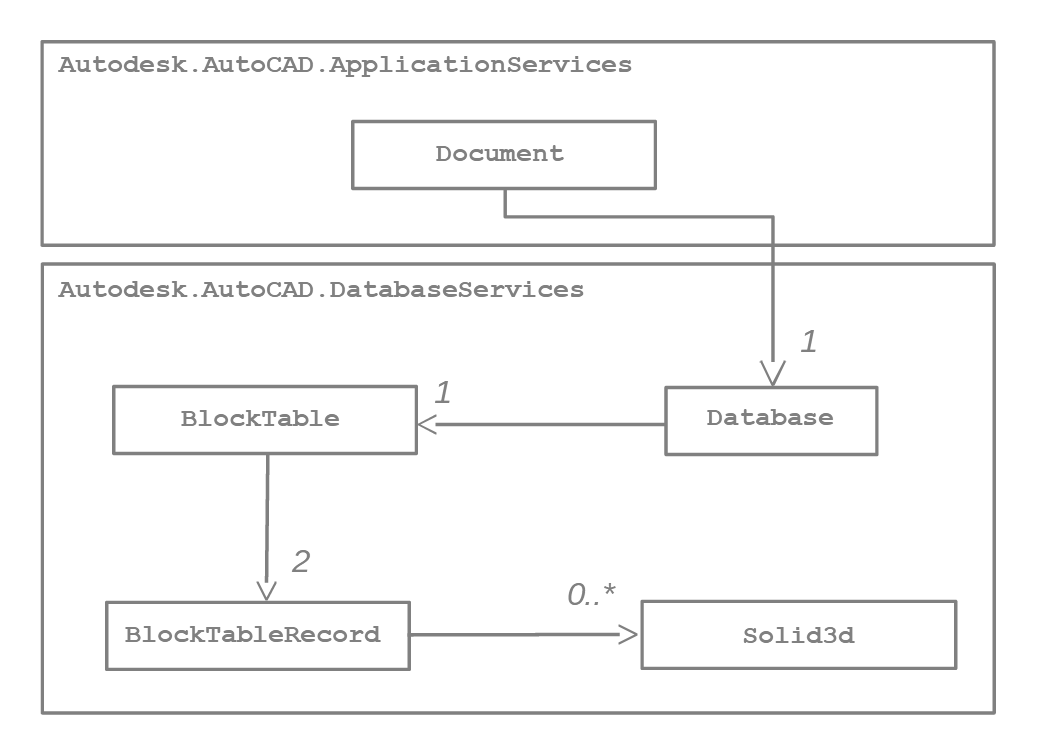 Autodesk.AutoCAD.ApplicationServices
Document
Autodesk.AutoCAD.DatabaseServices
1
1
BlockTable
Database
2
0..*
BlockTableRecord
Solid3d